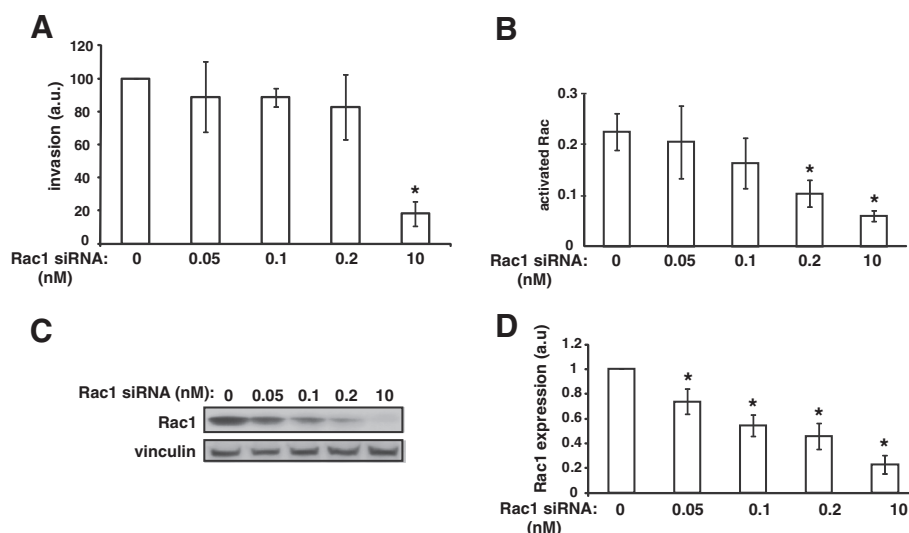 A
120
100
80
60
40
20
0
invasion (a.u.)
*
Rac1 siRNA: 0 0.05 0.1 0.2 10
(nM)
B
0.3
0.2
0.1
0
activated Rac
* *
Rac1 siRNA: 0 0.05 0.1 0.2 10
(nM)
C
Rac1 siRNA (nM): 0 0.05 0.1 0.2 10
Rac1
vinculin
D
1.2
1
0.8
0.6
0.4
0.2
0
Rac1 expression (a.u)
* * * *
Rac1 siRNA: 0 0.05 0.1 0.2 10
(nM)